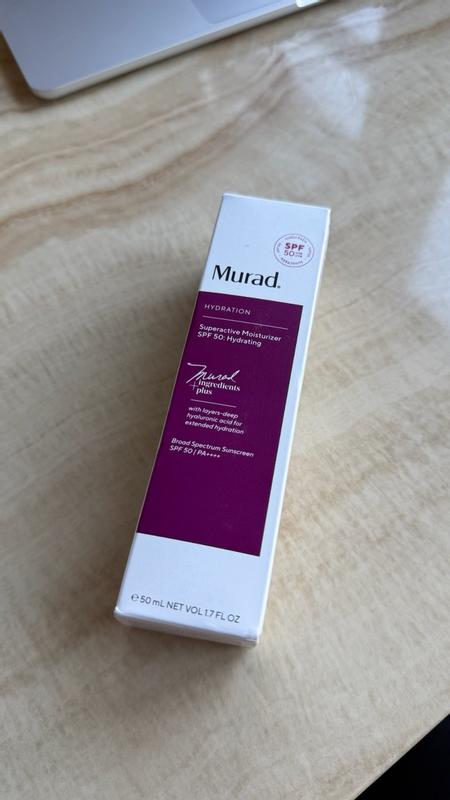 SPF
50
Murad.
HYDRATION
Superactive Moisturizer
SPF 50: Hydrating
Murad
+ingredients
plus
with layers-deep
hyaluronic acid for
extended hydration
Broad Spectrum Sunscreen
SPF 50 | PA++++
℮ 50 mL NET VOL 1.7 FL OZ